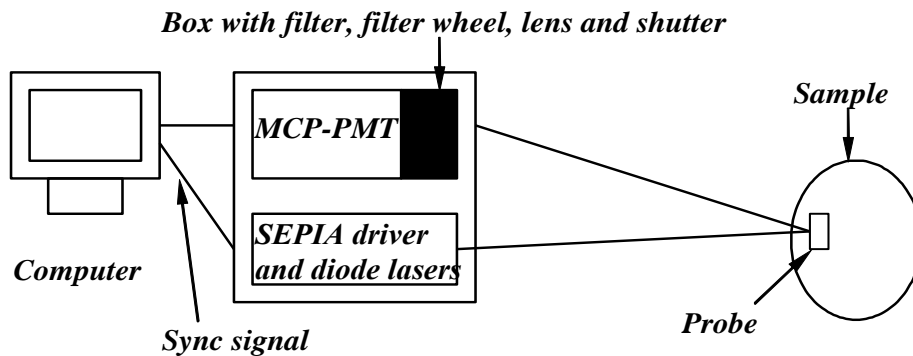 Box with filter, filter wheel, lens and shutter
MCP-PMT
Sample
SEPIA driver
and diode lasers
Computer
Probe
Sync signal